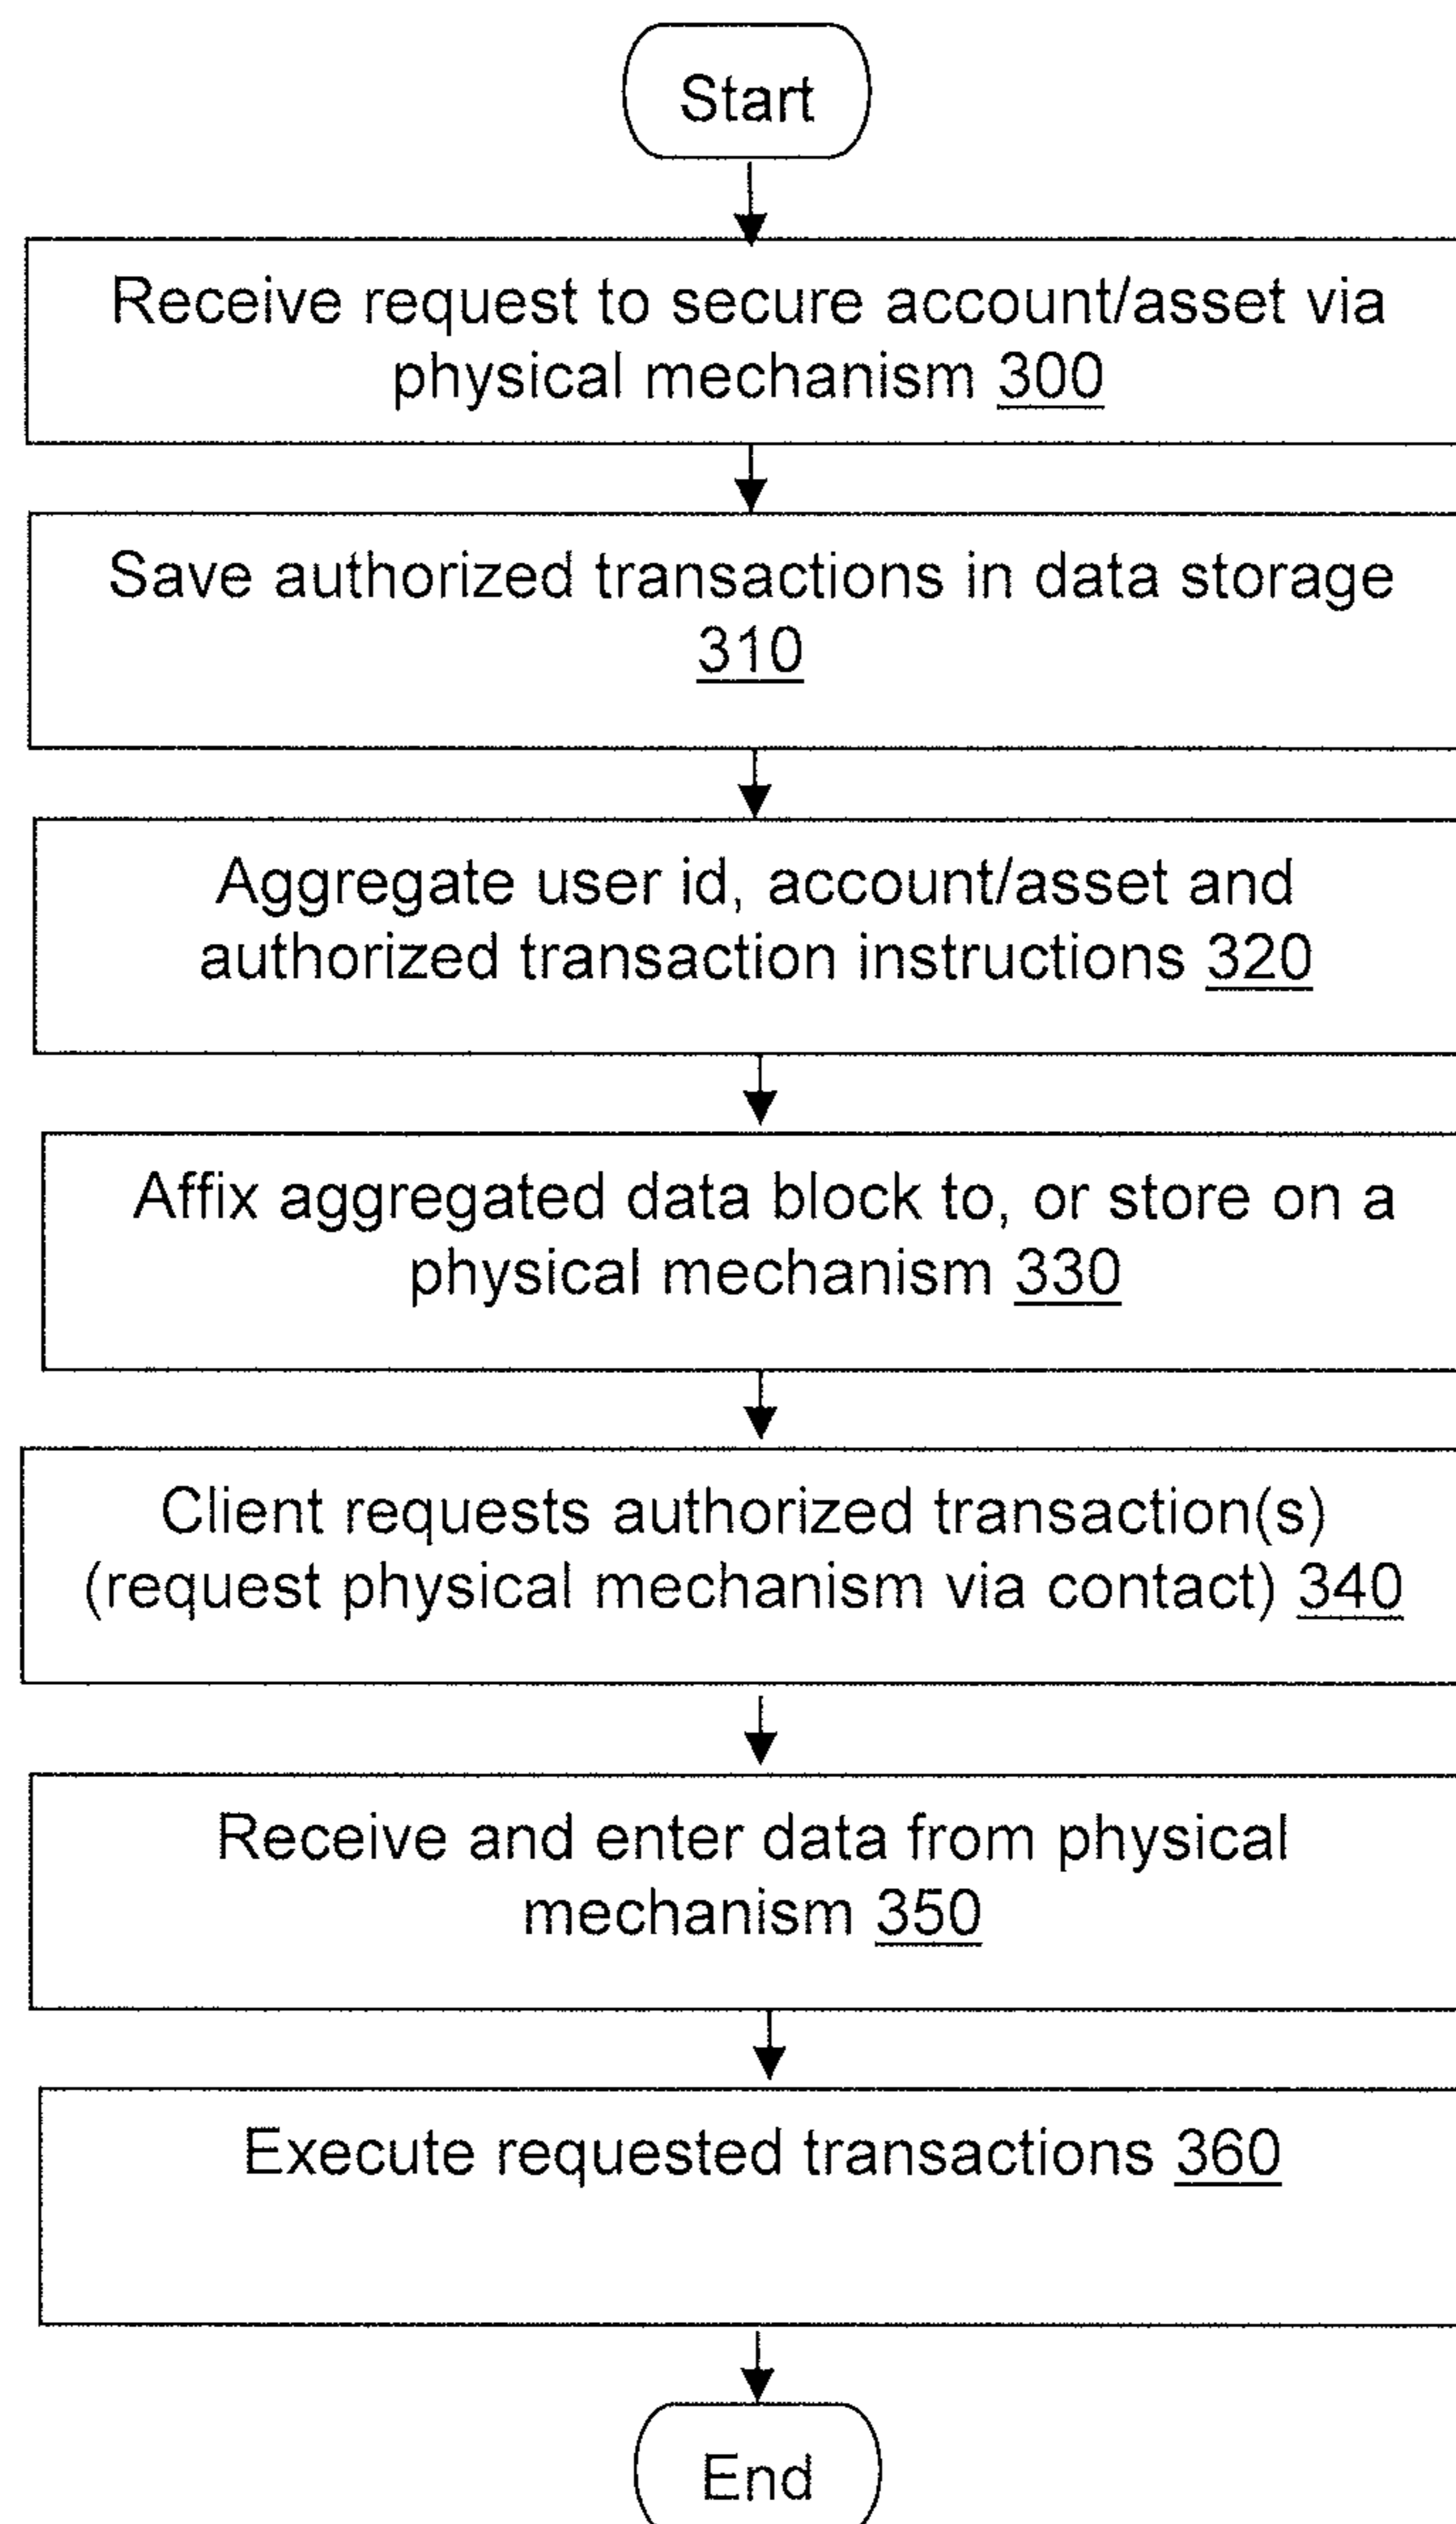 Start
Receive request to secure account/asset via
physical mechanism 300
Save authorized transactions in data storage
310
Aggregate user id, account/asset and
authorized transaction instructions 320
Affix aggregated data block to, or store on a
physical mechanism 330
Client requests authorized transaction(s)
(request physical mechanism via contact) 340
Receive and enter data from physical
mechanism 350
Execute requested transactions 360
End